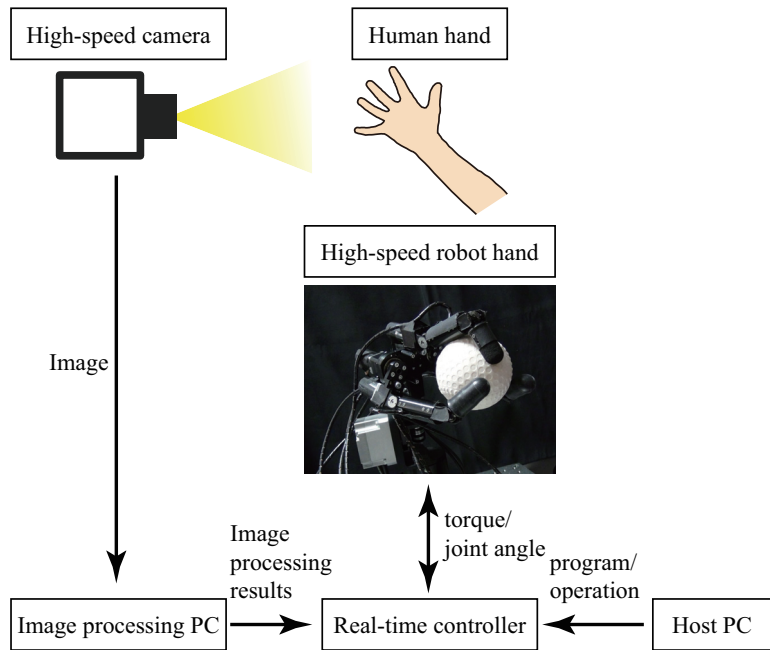 High-speed camera
Human hand
High-speed robot hand
Image
Image
processing
results
torque/
joint angle
program/
operation
Image processing PC
Real-time controller
Host PC